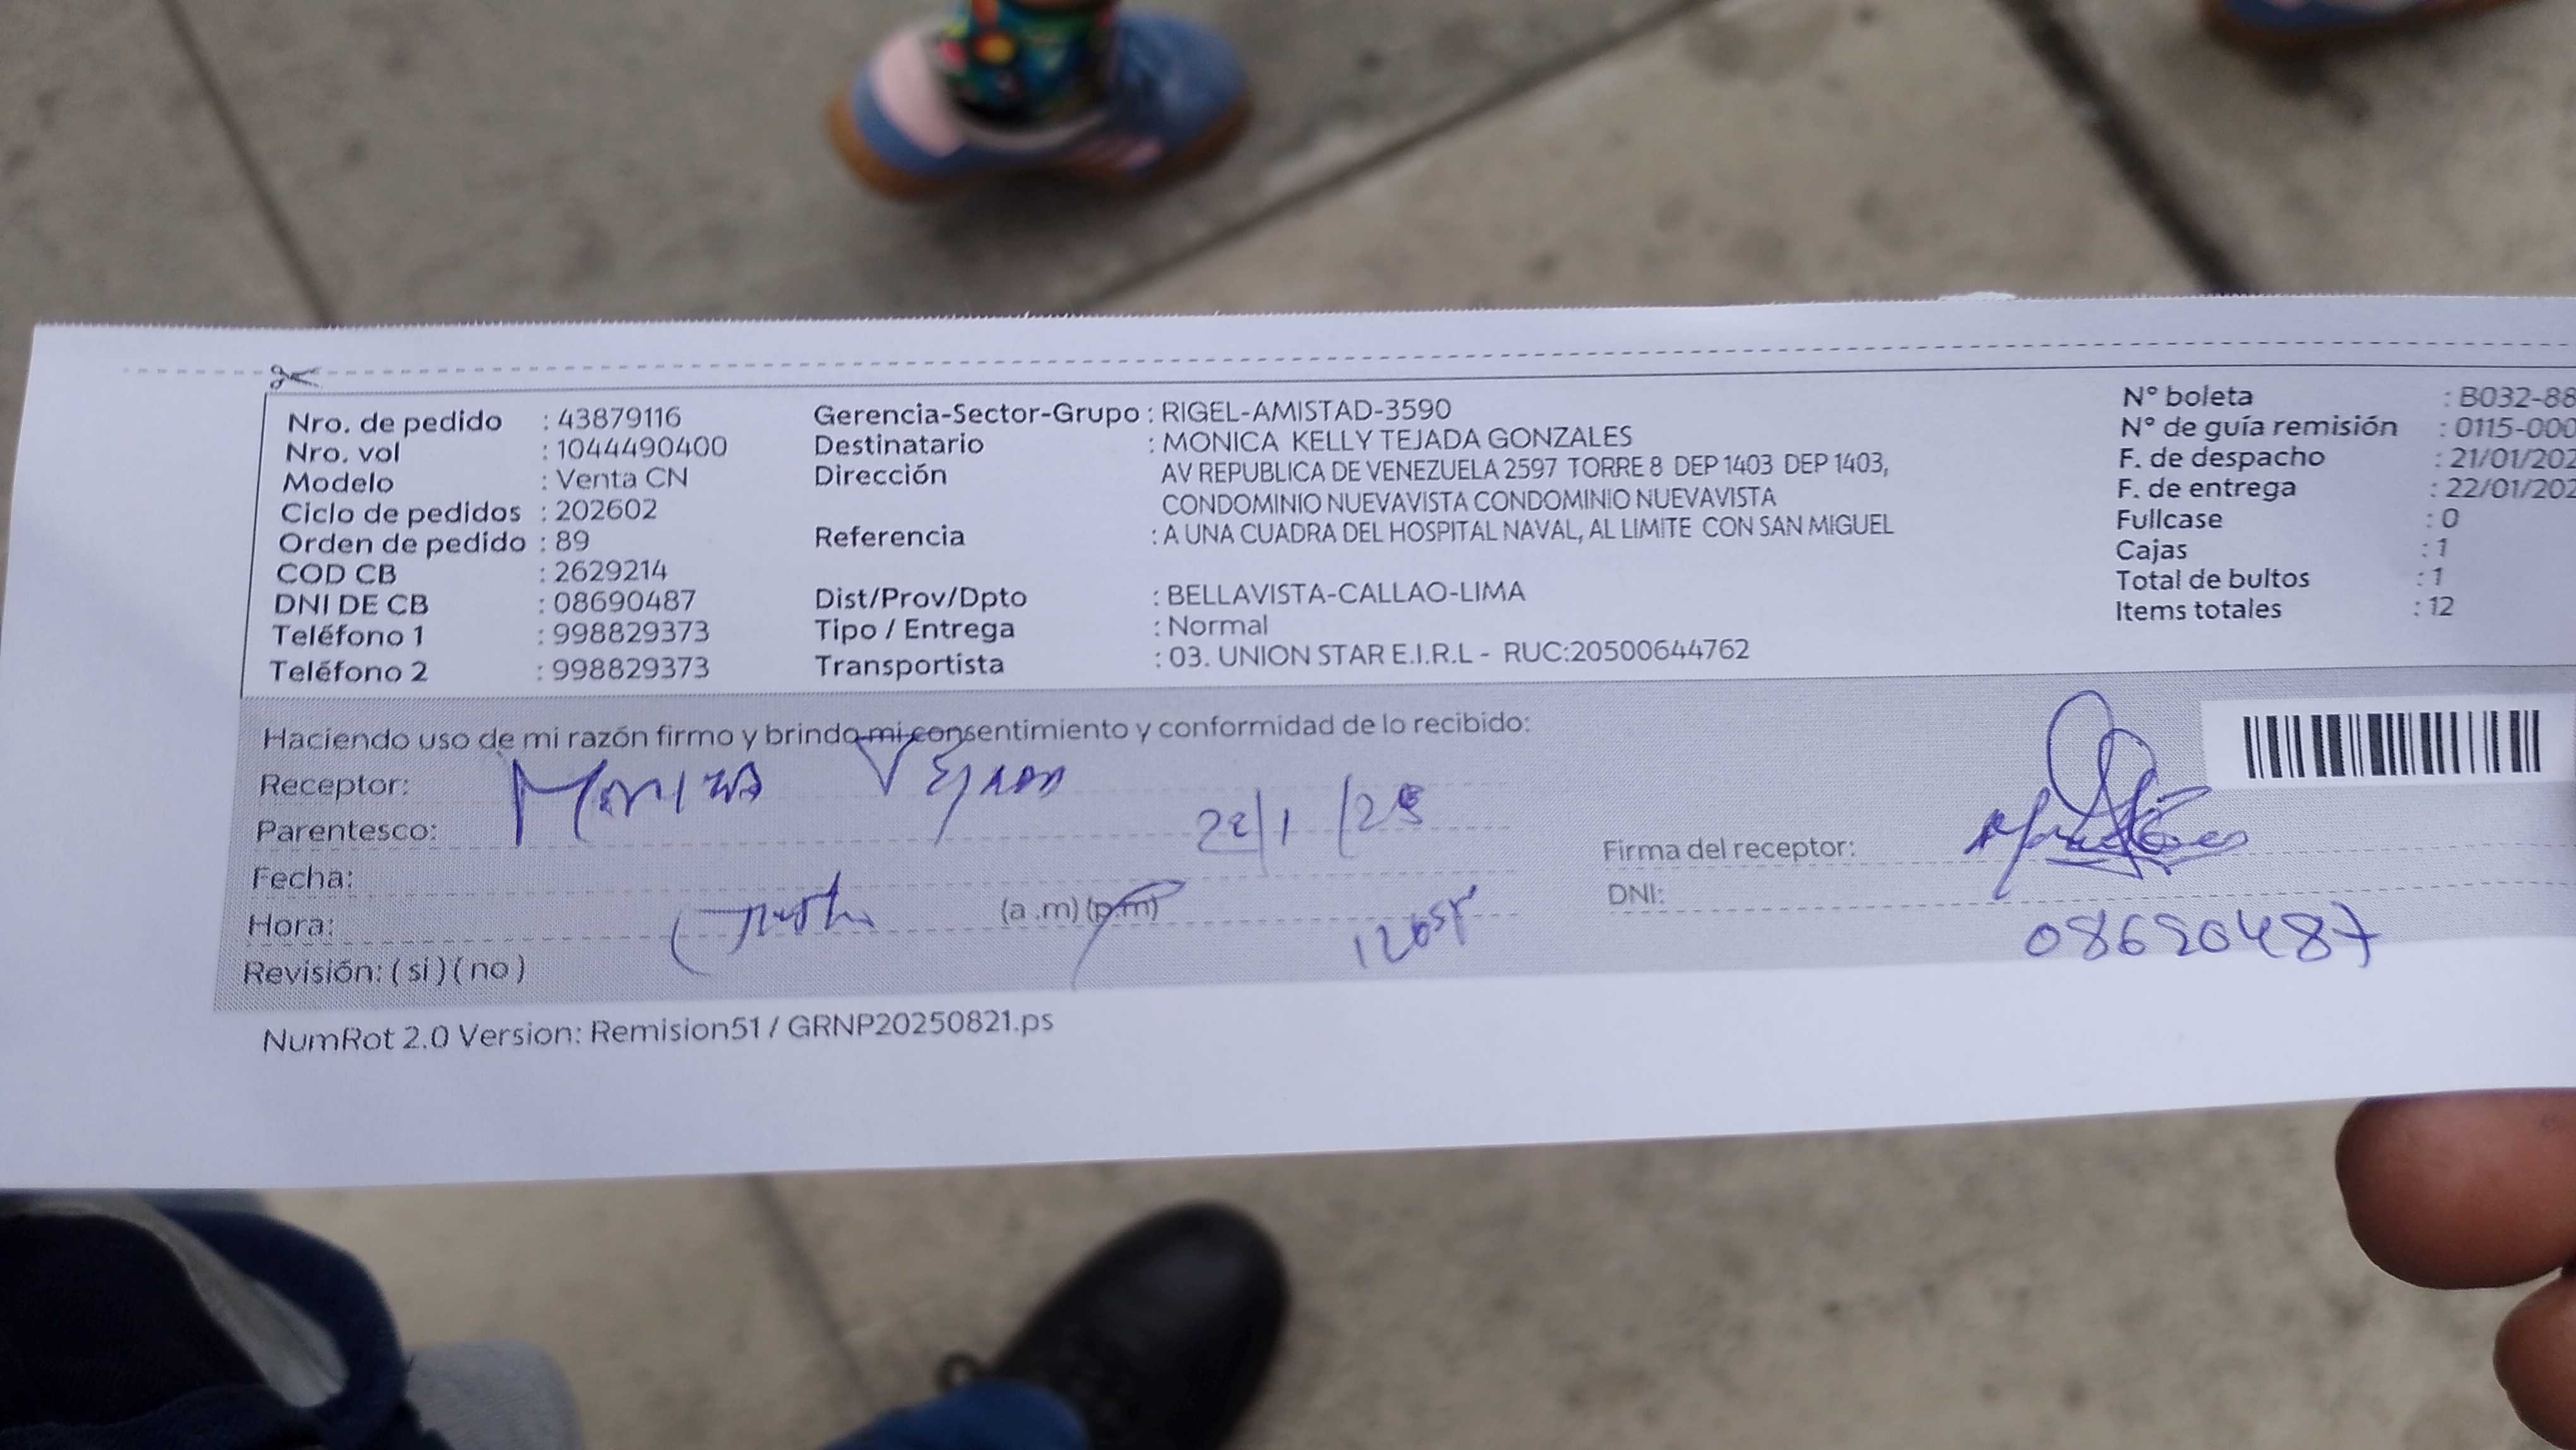 Nro. de pedido : 43879116
Nro. vol : 1044490400
Modelo : Venta CN
Ciclo de pedidos : 202602
Orden de pedido : 89
COD CB : 2629214
DNI DE CB : 08690487
Teléfono 1 : 998829373
Teléfono 2 : 998829373
Gerencia-Sector-Grupo : RIGEL-AMISTAD-3590
Destinatario : MONICA KELLY TEJADA GONZALES
Dirección AV REPUBLICA DE VENEZUELA 2597 TORRE 8 DEP 1403 DEP 1403,
CONDOMINIO NUEVAVISTA CONDOMINIO NUEVAVISTA
Referencia : A UNA CUADRA DEL HOSPITAL NAVAL, AL LIMITE CON SAN MIGUEL
Dist/Prov/Dpto : BELLAVISTA-CALLAO-LIMA
Tipo / Entrega : Normal
Transportista : 03. UNION STAR E.I.R.L - RUC:20500644762
N° boleta : B032-88
N° de guía remisión : 0115-000
F. de despacho : 21/01/202
F. de entrega : 22/01/202
Fullcase : 0
Cajas : 1
Total de bultos : 1
Items totales : 12
Haciendo uso de mi razón firmo y brindo mi consentimiento y conformidad de lo recibido:
Receptor:
Parentesco:
Fecha:
Hora: (a .m) (p.m)
Revisión: ( si ) ( no )
Firma del receptor:
DNI: 08690487
NumRot 2.0 Version: Remision51 / GRNP20250821.ps